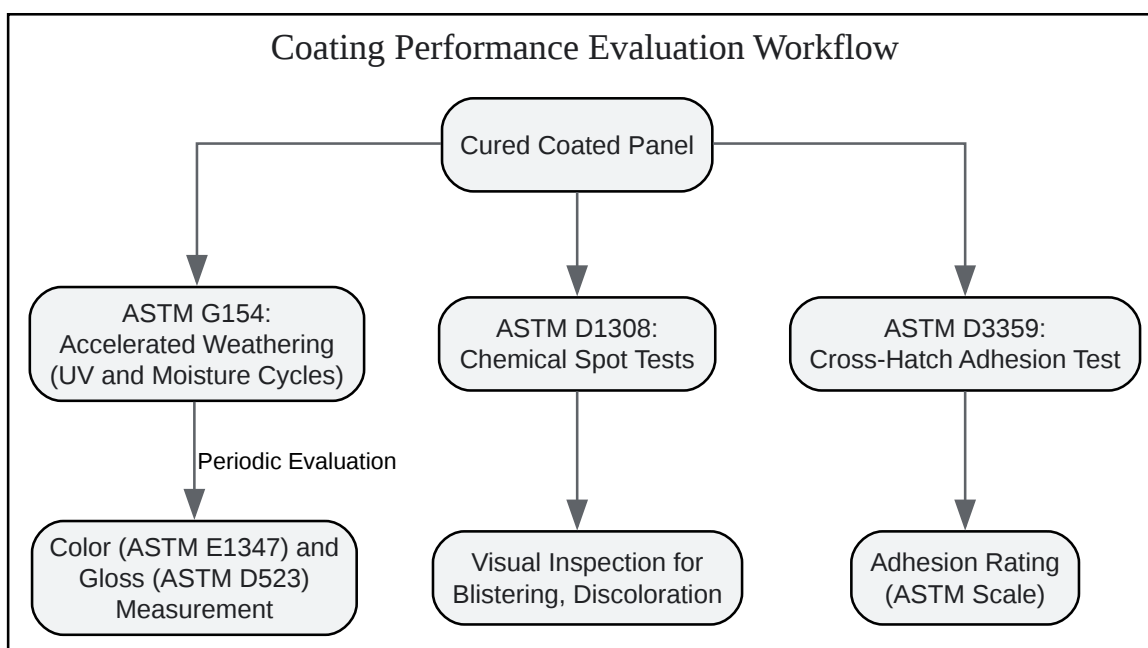 Coating Performance Evaluation Workflow
Cured Coated Panel
ASTM G154:
Accelerated Weathering
(UV and Moisture Cycles)
ASTM D1308:
Chemical Spot Tests
ASTM D3359:
Cross-Hatch Adhesion Test
Periodic Evaluation
Color (ASTM E1347) and
Gloss (ASTM D523)
Measurement
Visual Inspection for
Blistering, Discoloration
Adhesion Rating
(ASTM Scale)